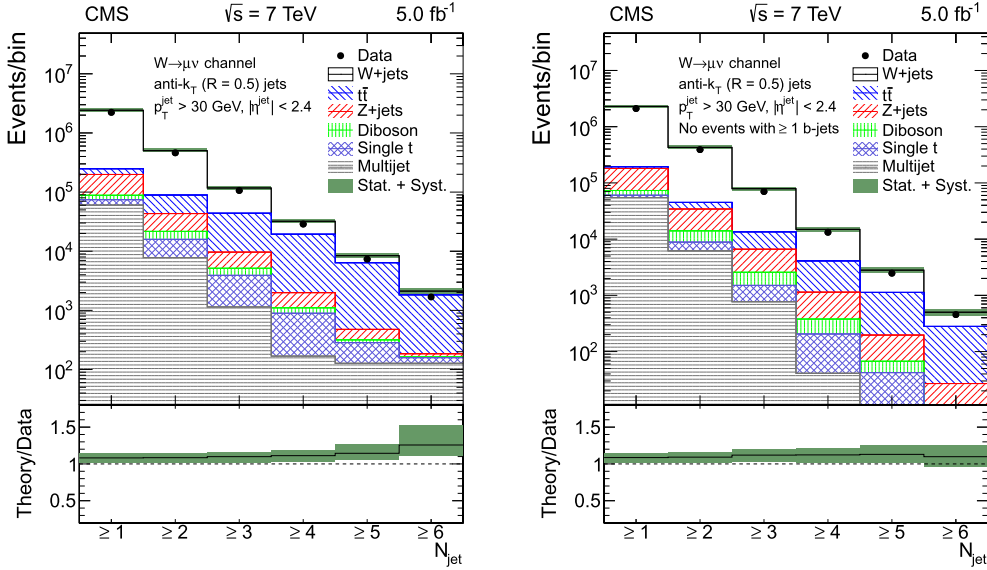 CMS √s = 7 TeV 5.0 fb⁻¹
Events/bin
10⁷
10⁶
10⁵
10⁴
10³
10²
W→μν channel
anti-k_T (R = 0.5) jets
p_T^jet > 30 GeV, |η^jet| < 2.4
Data
W+jets
tt̄
Z+jets
Diboson
Single t
Multijet
Stat. + Syst.
Theory/Data
1.5
1
0.5
≥ 1 ≥ 2 ≥ 3 ≥ 4 ≥ 5 ≥ 6
N_jet
CMS √s = 7 TeV 5.0 fb⁻¹
Events/bin
10⁷
10⁶
10⁵
10⁴
10³
10²
W→μν channel
anti-k_T (R = 0.5) jets
p_T^jet > 30 GeV, |η^jet| < 2.4
No events with ≥ 1 b-jets
Data
W+jets
tt̄
Z+jets
Diboson
Single t
Multijet
Stat. + Syst.
Theory/Data
1.5
1
0.5
≥ 1 ≥ 2 ≥ 3 ≥ 4 ≥ 5 ≥ 6
N_jet